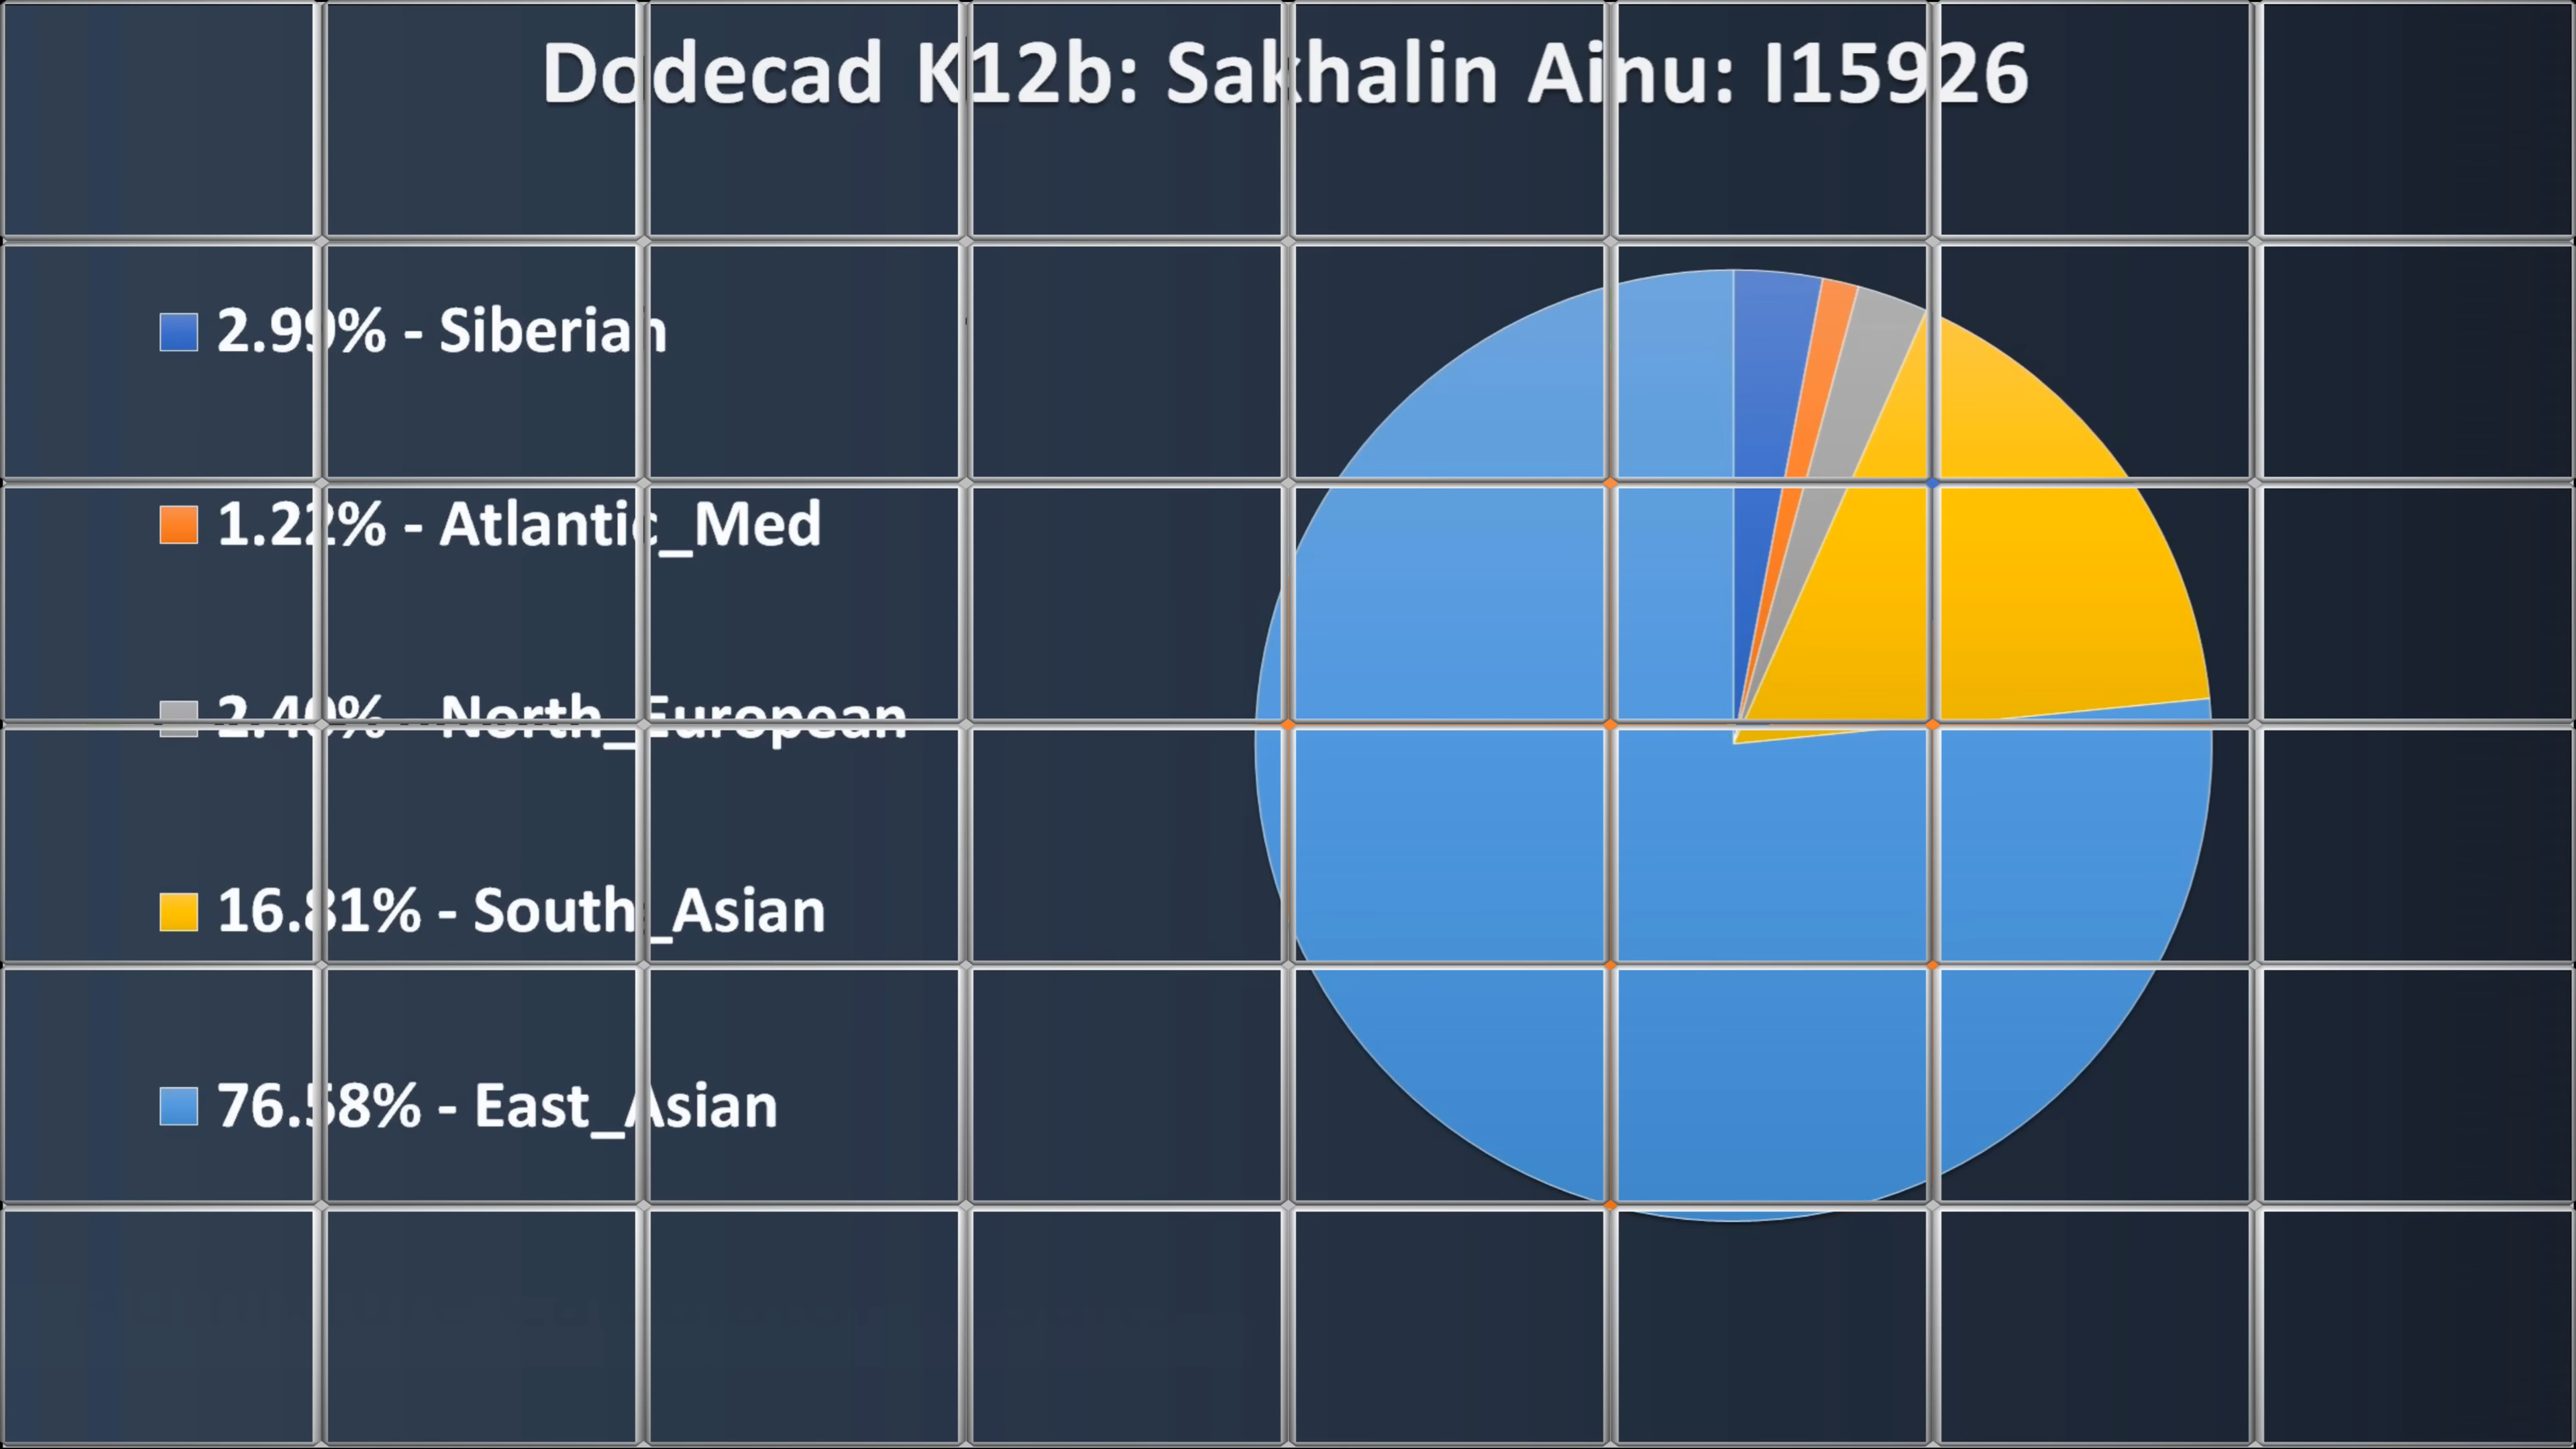 Dodecad K12b: Sakhalin Ainu: I15926
2.99% - Siberian
1.22% - Atlantic_Med
2.40% - North_European
16.81% - South_Asian
76.58% - East_Asian